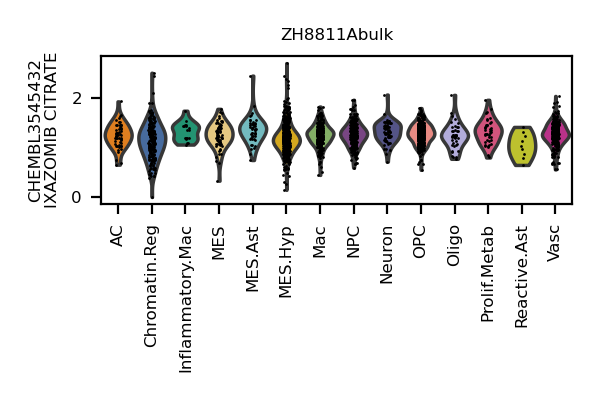 ZH8811Abulk
CHEMBL3545432
IXAZOMIB CITRATE
2
0
AC
Chromatin.Reg
Inflammatory.Mac
MES
MES.Ast
MES.Hyp
Mac
NPC
Neuron
OPC
Oligo
Prolif.Metab
Reactive.Ast
Vasc